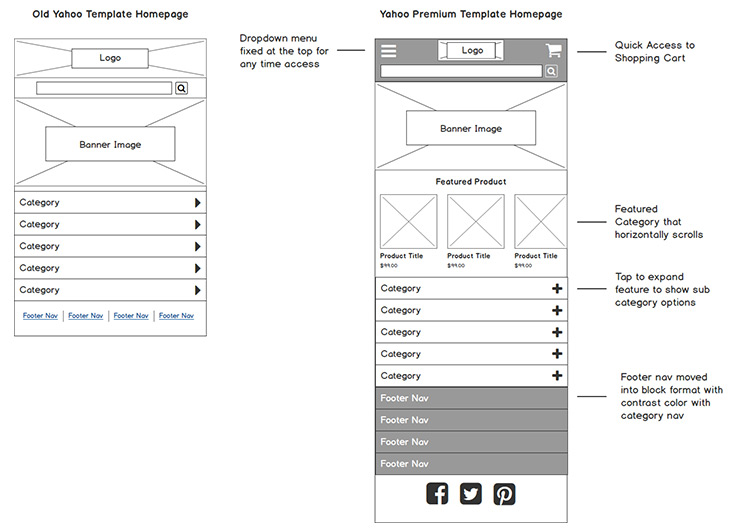 Old Yahoo Template Homepage
Logo
Banner Image
Category
Category
Category
Category
Category
Footer Nav | Footer Nav | Footer Nav | Footer Nav
Yahoo Premium Template Homepage
Dropdown menu
fixed at the top for
any time access
Logo
Quick Access to
Shopping Cart
Banner Image
Featured Product
Product Title
$99.00
Product Title
$99.00
Product Title
$99.00
Featured
Category that
horizontally scrolls
Category
Category
Category
Category
Category
Tap to expand
feature to show sub
category options
Footer Nav
Footer Nav
Footer Nav
Footer Nav
Footer nav moved
into block format with
contrast color with
category nav